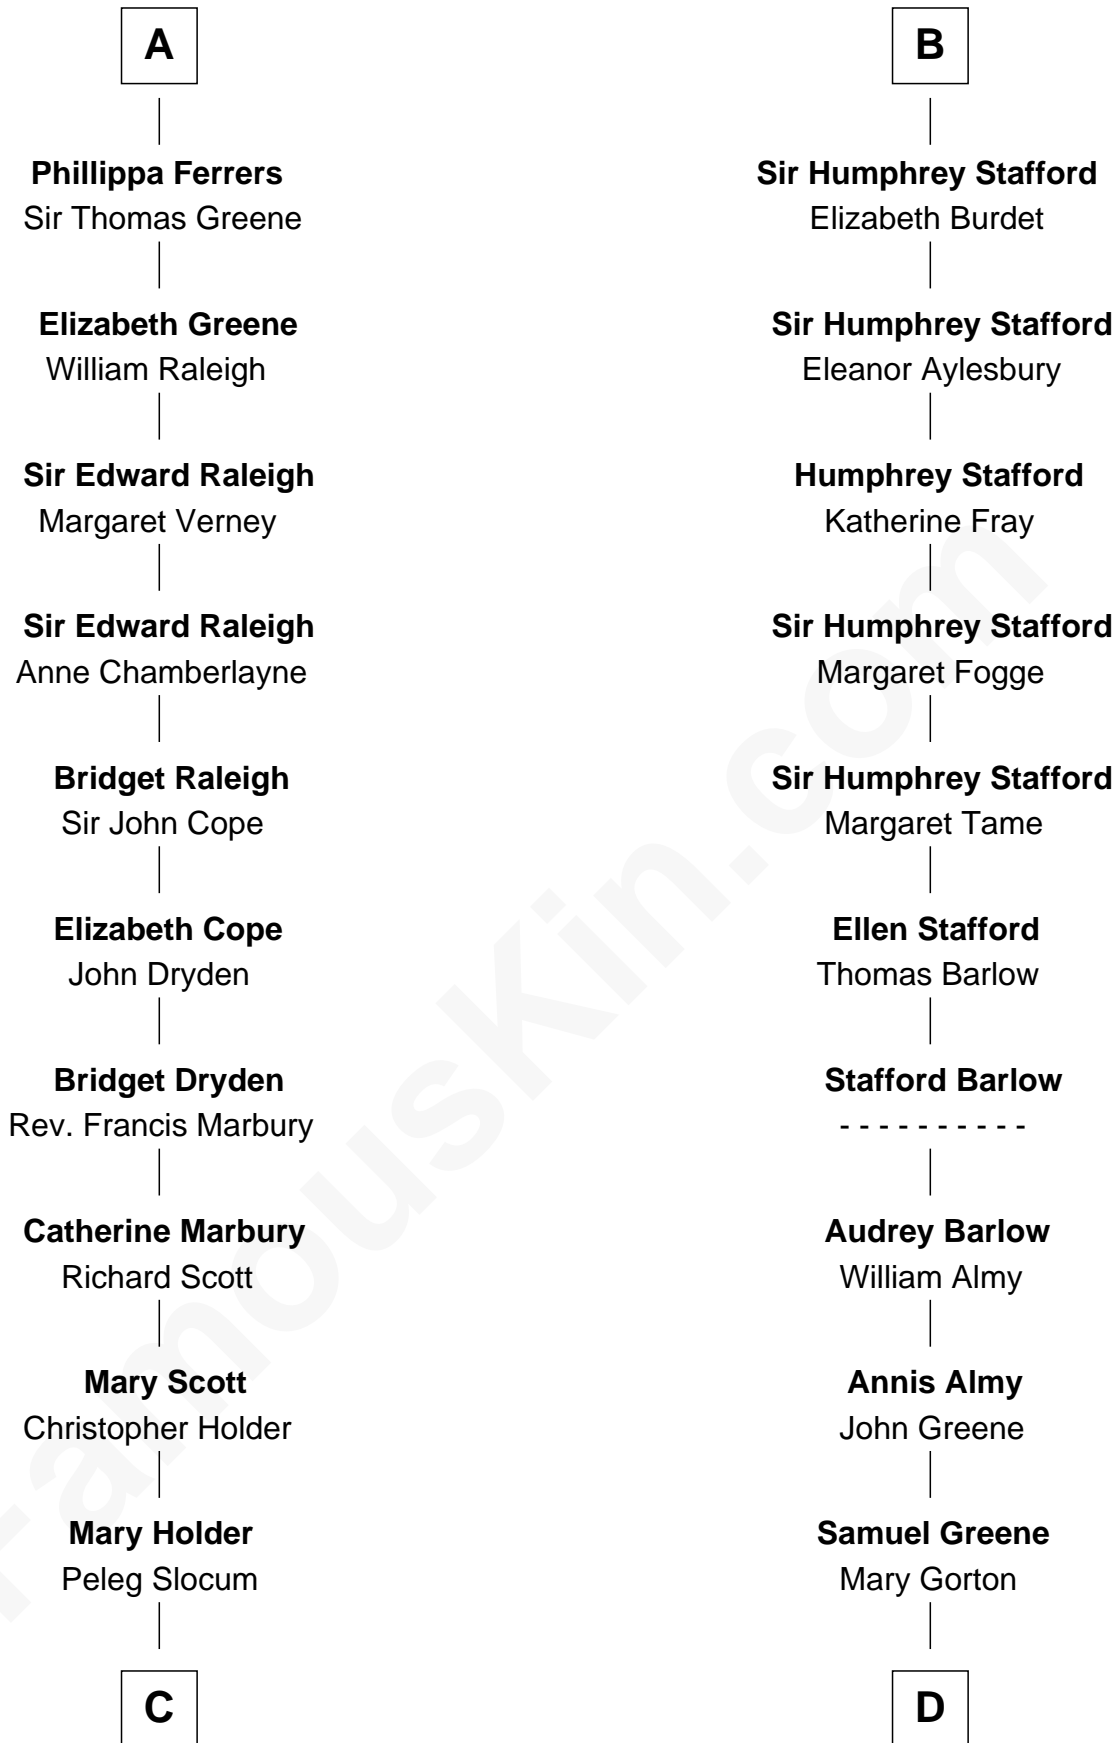 A
Phillippa Ferrers
Sir Thomas Greene
Elizabeth Greene
William Raleigh
Sir Edward Raleigh
Margaret Verney
Sir Edward Raleigh
Anne Chamberlayne
Bridget Raleigh
Sir John Cope
Elizabeth Cope
John Dryden
Bridget Dryden
Rev. Francis Marbury
Catherine Marbury
Richard Scott
Mary Scott
Christopher Holder
Mary Holder
Peleg Slocum
C
B
Sir Humphrey Stafford
Elizabeth Burdet
Sir Humphrey Stafford
Eleanor Aylesbury
Humphrey Stafford
Katherine Fray
Sir Humphrey Stafford
Margaret Fogge
Sir Humphrey Stafford
Margaret Tame
Ellen Stafford
Thomas Barlow
Stafford Barlow
- - - - - - - - - -
Audrey Barlow
William Almy
Annis Almy
John Greene
Samuel Greene
Mary Gorton
D
FamousKin.com